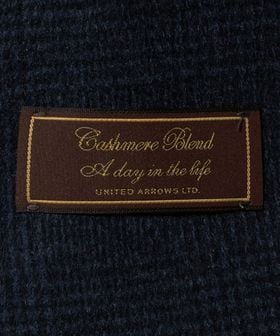 Cashmere Blend
A day in the life
UNITED ARROWS LTD.